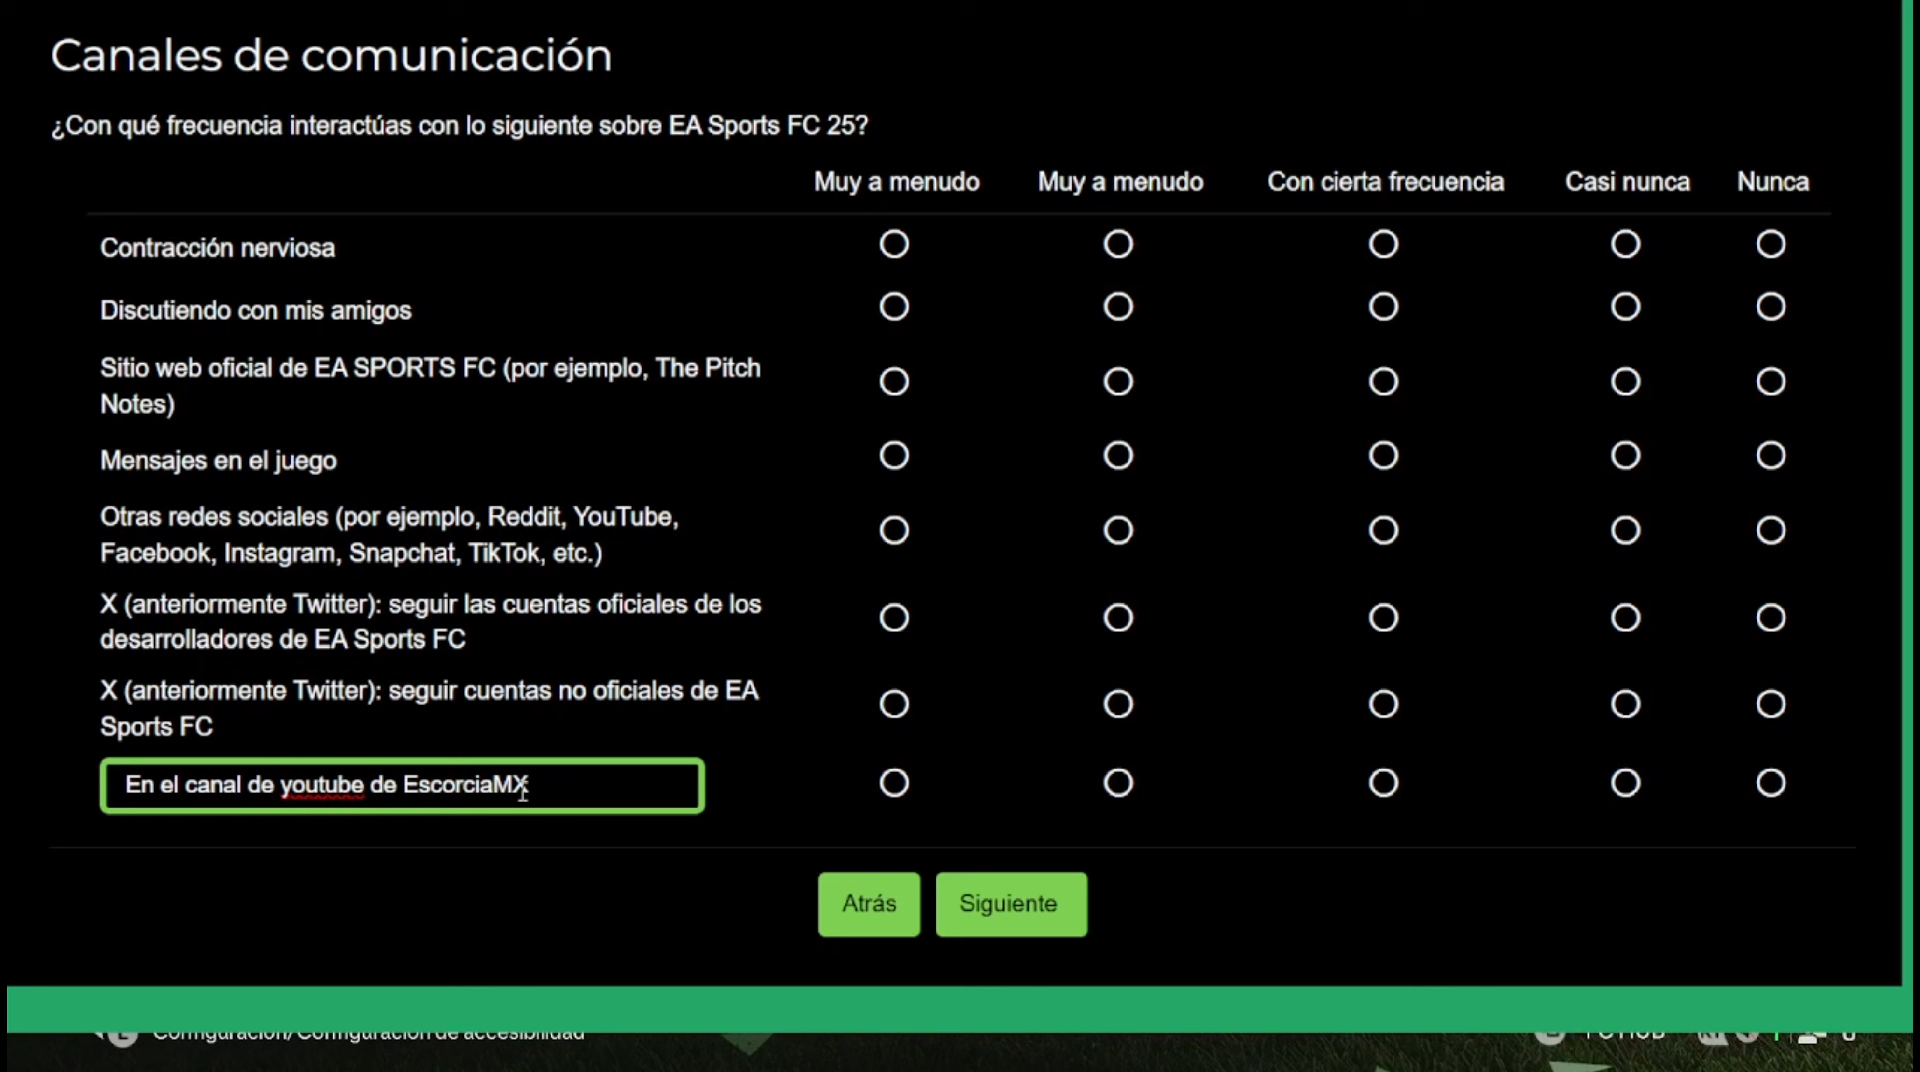 Canales de comunicación
¿Con qué frecuencia interactúas con lo siguiente sobre EA Sports FC 25?
Muy a menudo Muy a menudo Con cierta frecuencia Casi nunca Nunca
Contracción nerviosa
Discutiendo con mis amigos
Sitio web oficial de EA SPORTS FC (por ejemplo, The Pitch
Notes)
Mensajes en el juego
Otras redes sociales (por ejemplo, Reddit, YouTube,
Facebook, Instagram, Snapchat, TikTok, etc.)
X (anteriormente Twitter): seguir las cuentas oficiales de los
desarrolladores de EA Sports FC
X (anteriormente Twitter): seguir cuentas no oficiales de EA
Sports FC
En el canal de youtube de EscorciaMX
Atrás Siguiente
Configuración/Configuración de accesibilidad